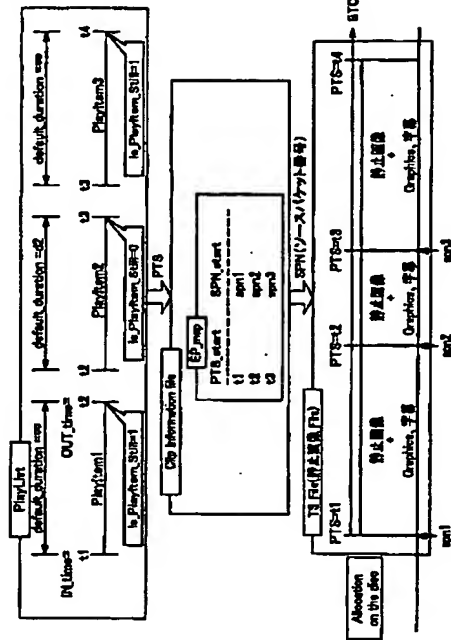 PlayList
default_duration=∞
default_duration=d2
default_duration=∞
IN_time=
OUT_time=
t1
t2
t2
t3
t3
t4
PlayItem1
PlayItem2
PlayItem3
Is_PlayItem_Still=1
Is_PlayItem_Still=0
Is_PlayItem_Still=1
PTS
Clip Information file
EP_map
PTS_start SPN_start
t1 spn1
t2 spn2
t3 spn3
SPN(ソースパケット番号)
TS_File(静止画像_File)
PTS=t1
PTS=t2
PTS=t3
PTS=t4
STC
静止画像
+
Graphics, 字幕
静止画像
+
Graphics, 字幕
静止画像
+
Graphics, 字幕
Allocation
on the disc
spn1
spn2
spn3